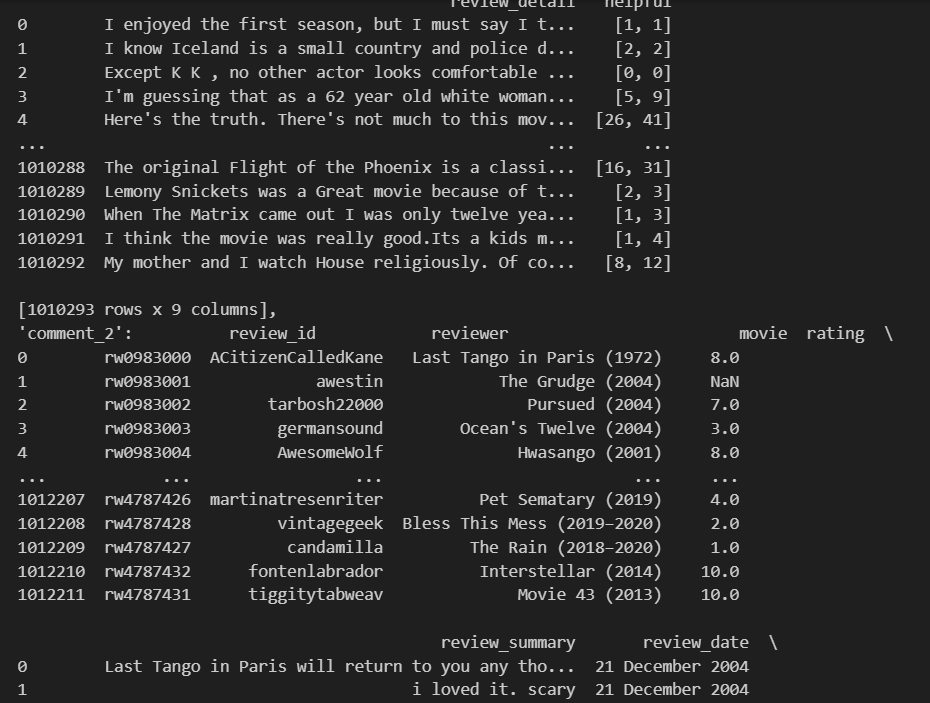 review_detail helpful
0 I enjoyed the first season, but I must say I t... [1, 1]
1 I know Iceland is a small country and police d... [2, 2]
2 Except K K , no other actor looks comfortable ... [0, 0]
3 I'm guessing that as a 62 year old white woman... [5, 9]
4 Here's the truth. There's not much to this mov... [26, 41]
... ... ...
1010288 The original Flight of the Phoenix is a classi... [16, 31]
1010289 Lemony Snickets was a Great movie because of t... [2, 3]
1010290 When The Matrix came out I was only twelve yea... [1, 3]
1010291 I think the movie was really good.Its a kids m... [1, 4]
1010292 My mother and I watch House religiously. Of co... [8, 12]
[1010293 rows x 9 columns],
'comment_2': review_id reviewer movie rating \
0 rw0983000 ACitizenCalledKane Last Tango in Paris (1972) 8.0
1 rw0983001 awestin The Grudge (2004) NaN
2 rw0983002 tarbosh22000 Pursued (2004) 7.0
3 rw0983003 germansound Ocean's Twelve (2004) 3.0
4 rw0983004 AwesomeWolf Hwasango (2001) 8.0
... ... ... ... ...
1012207 rw4787426 martinatresenriter Pet Sematary (2019) 4.0
1012208 rw4787428 vintagegeek Bless This Mess (2019–2020) 2.0
1012209 rw4787427 candamilla The Rain (2018–2020) 1.0
1012210 rw4787432 fontenlabrador Interstellar (2014) 10.0
1012211 rw4787431 tiggitytabweav Movie 43 (2013) 10.0
review_summary review_date \
0 Last Tango in Paris will return to you any tho... 21 December 2004
1 i loved it. scary 21 December 2004